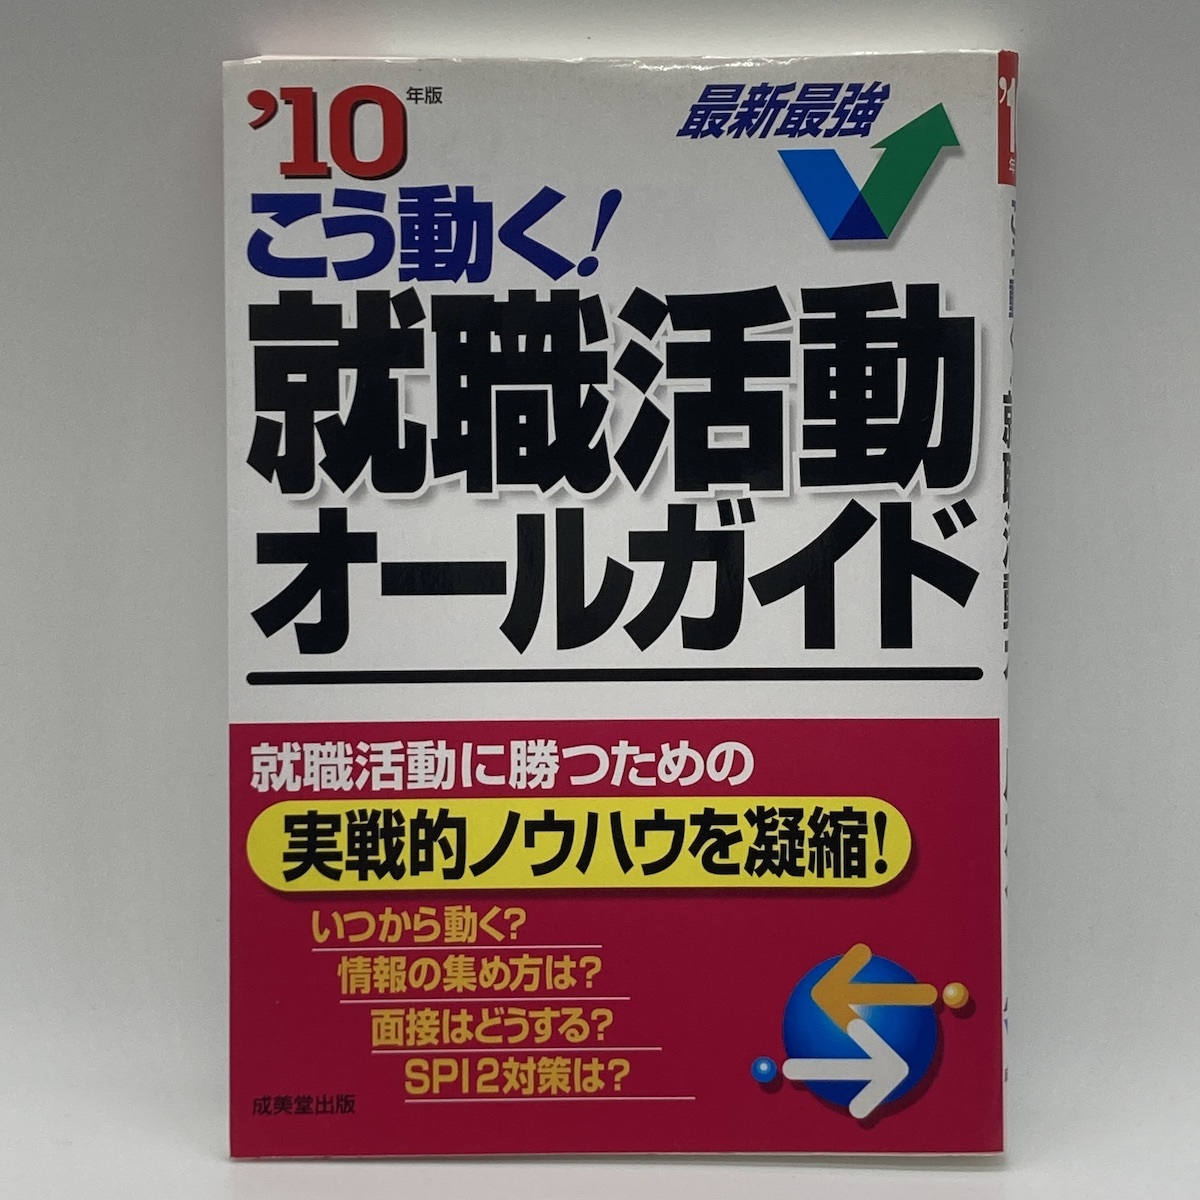 '10年版
最新最強
こう動く!
就職活動
オールガイド
就職活動に勝つための
実戦的ノウハウを凝縮!
いつから動く?
情報の集め方は?
面接はどうする?
SPI2対策は?
成美堂出版